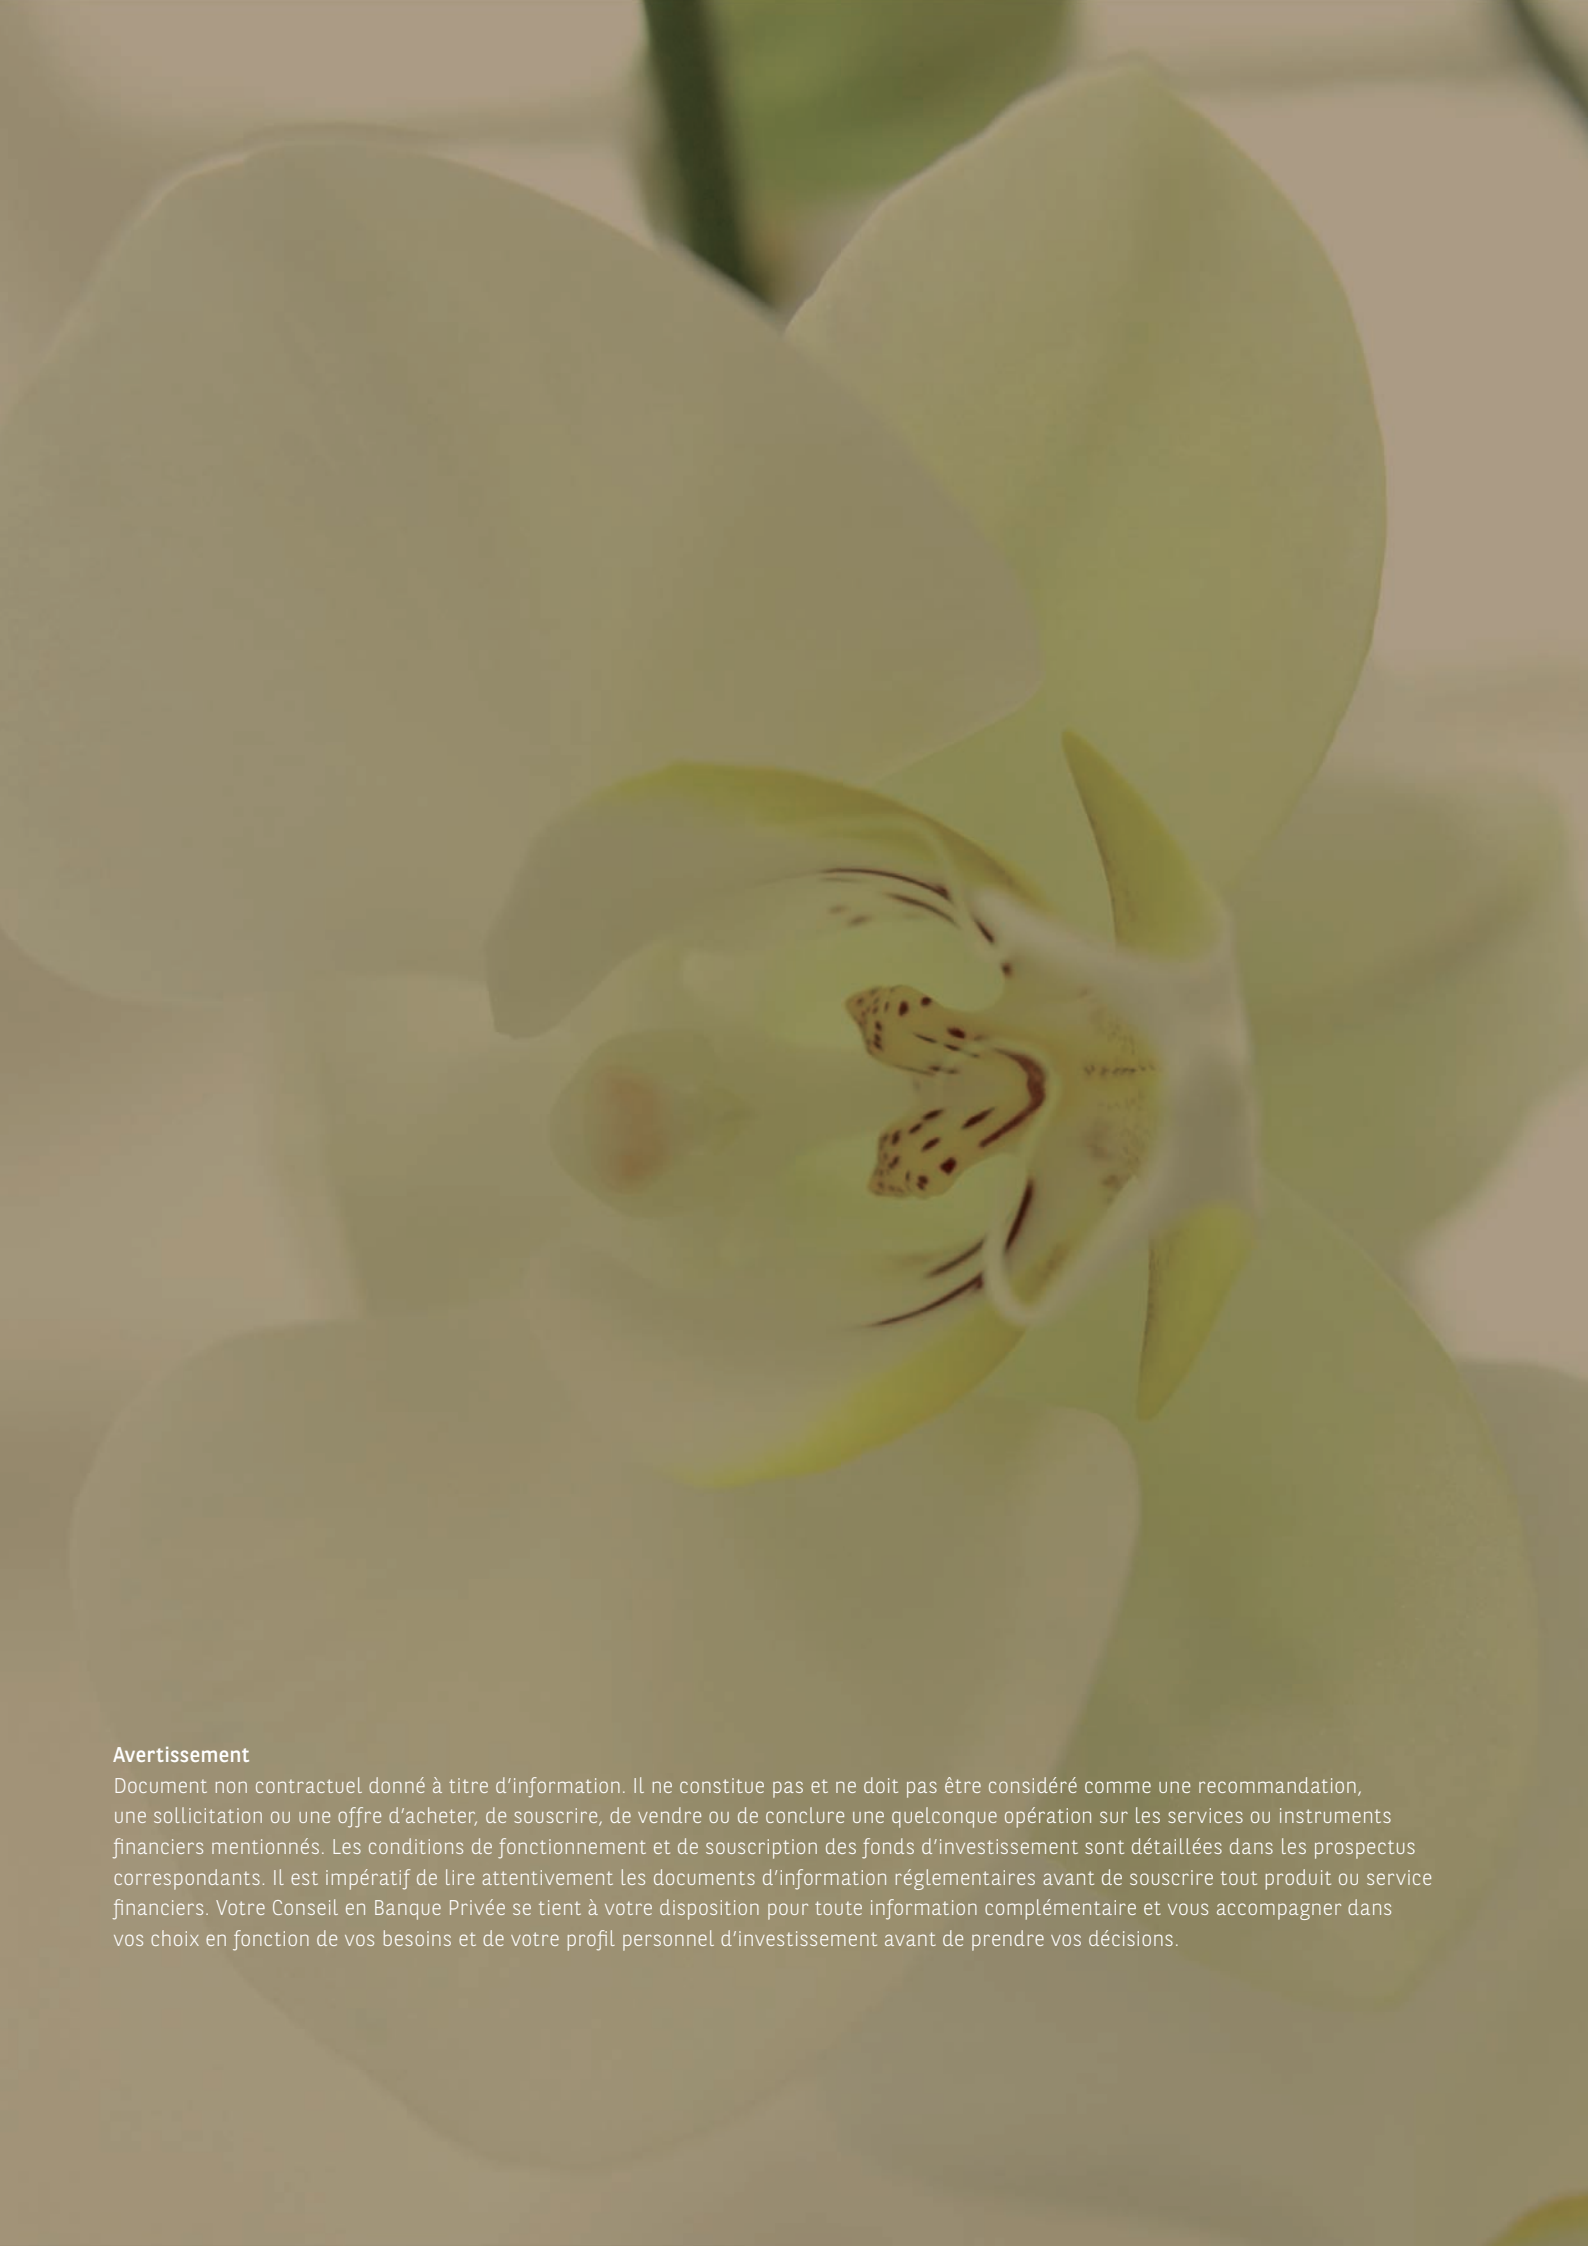 Avertissement
Document non contractuel donné à titre d’information. Il ne constitue pas et ne doit pas être considéré comme une recommandation,
une sollicitation ou une offre d’acheter, de souscrire, de vendre ou de conclure une quelconque opération sur les services ou instruments
financiers mentionnés. Les conditions de fonctionnement et de souscription des fonds d’investissement sont détaillées dans les prospectus
correspondants. Il est impératif de lire attentivement les documents d’information réglementaires avant de souscrire tout produit ou service
financiers. Votre Conseil en Banque Privée se tient à votre disposition pour toute information complémentaire et vous accompagner dans
vos choix en fonction de vos besoins et de votre profil personnel d’investissement avant de prendre vos décisions.